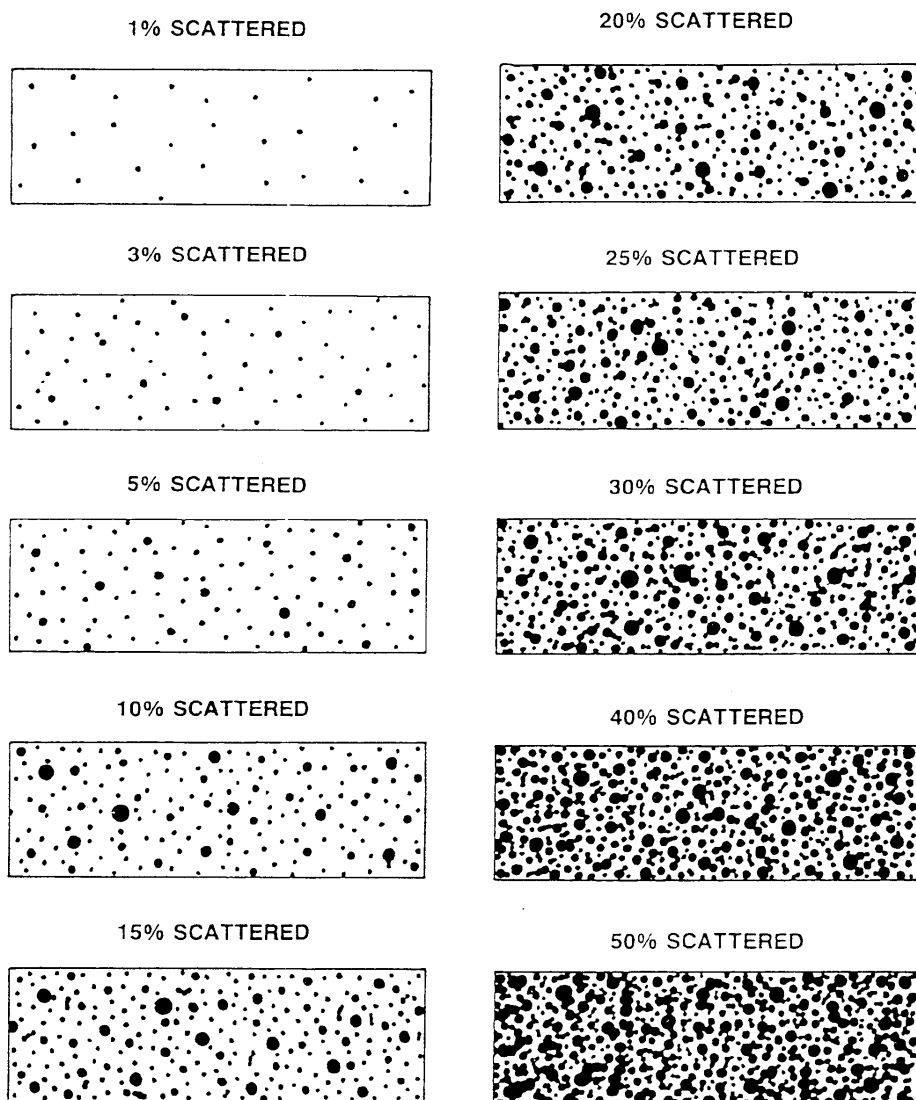 1% SCATTERED
3% SCATTERED
5% SCATTERED
10% SCATTERED
15% SCATTERED
20% SCATTERED
25% SCATTERED
30% SCATTERED
40% SCATTERED
50% SCATTERED